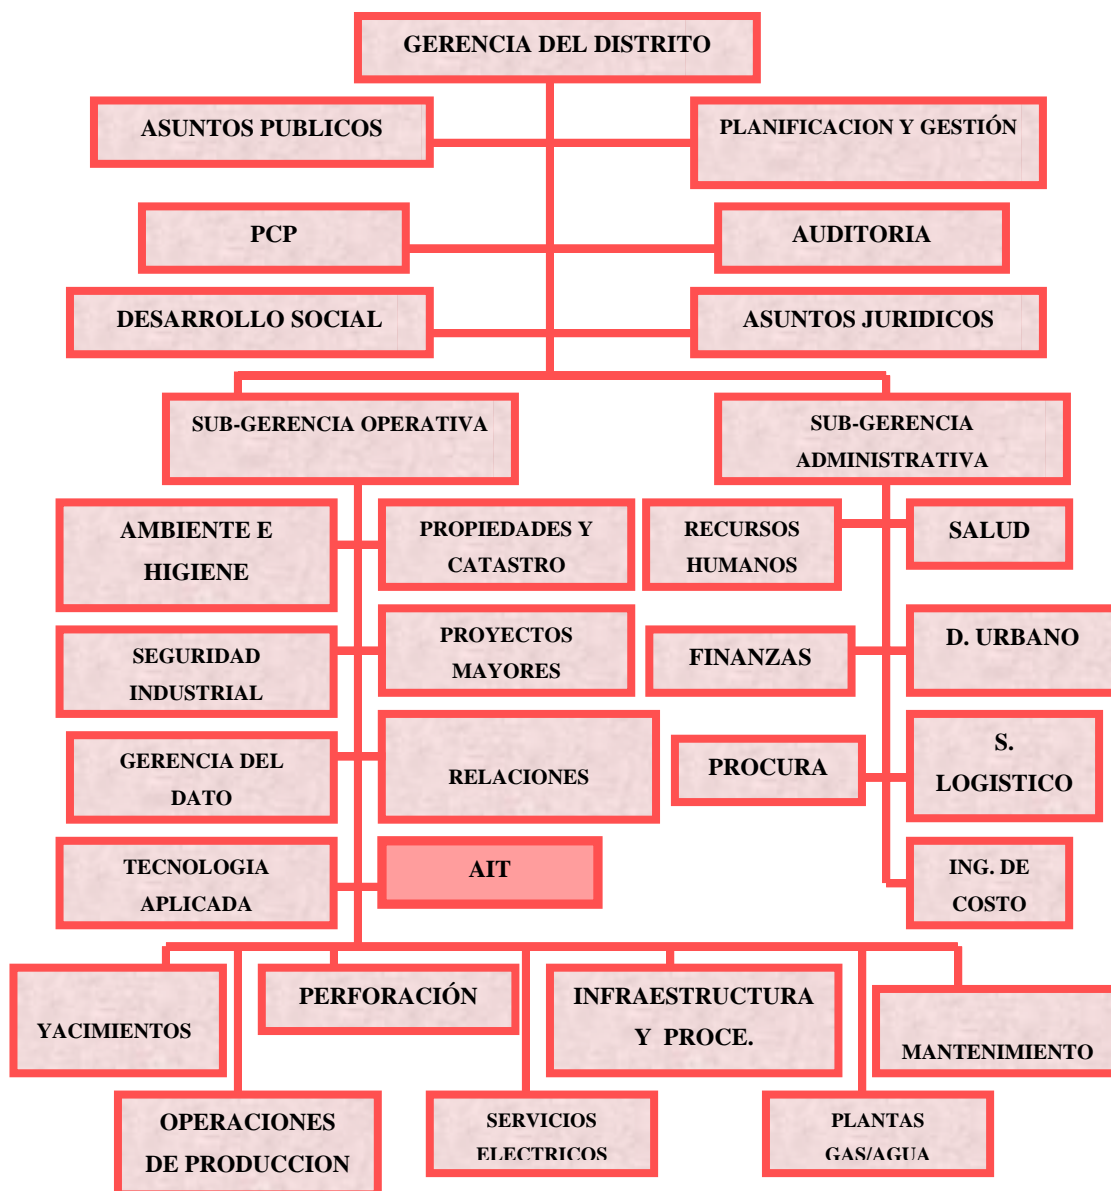 GERENCIA DEL DISTRITO
ASUNTOS PUBLICOS
PLANIFICACION Y GESTIÓN
PCP
AUDITORIA
DESARROLLO SOCIAL
ASUNTOS JURIDICOS
SUB-GERENCIA OPERATIVA
SUB-GERENCIA
ADMINISTRATIVA
AMBIENTE E
HIGIENE
PROPIEDADES Y
CATASTRO
RECURSOS
HUMANOS
SALUD
SEGURIDAD
INDUSTRIAL
PROYECTOS
MAYORES
FINANZAS
D. URBANO
GERENCIA DEL
DATO
RELACIONES
PROCURA
S.
LOGISTICO
TECNOLOGIA
APLICADA
AIT
ING. DE
COSTO
YACIMIENTOS
PERFORACIÓN
INFRAESTRUCTURA
Y PROCE.
MANTENIMIENTO
OPERACIONES
DE PRODUCCION
SERVICIOS
ELECTRICOS
PLANTAS
GAS/AGUA